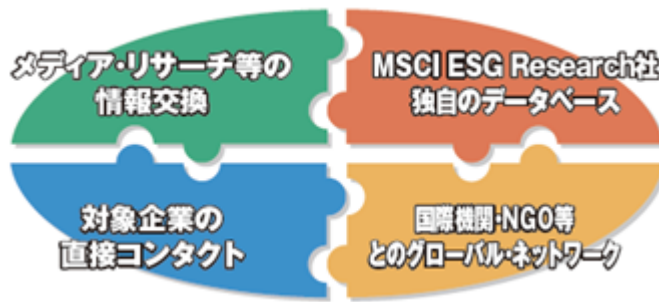 メディア・リサーチ等の
情報交換
MSCI ESG Research社
独自のデータベース
対象企業の
直接コンタクト
国際機関・NGO等
とのグローバル・ネットワーク